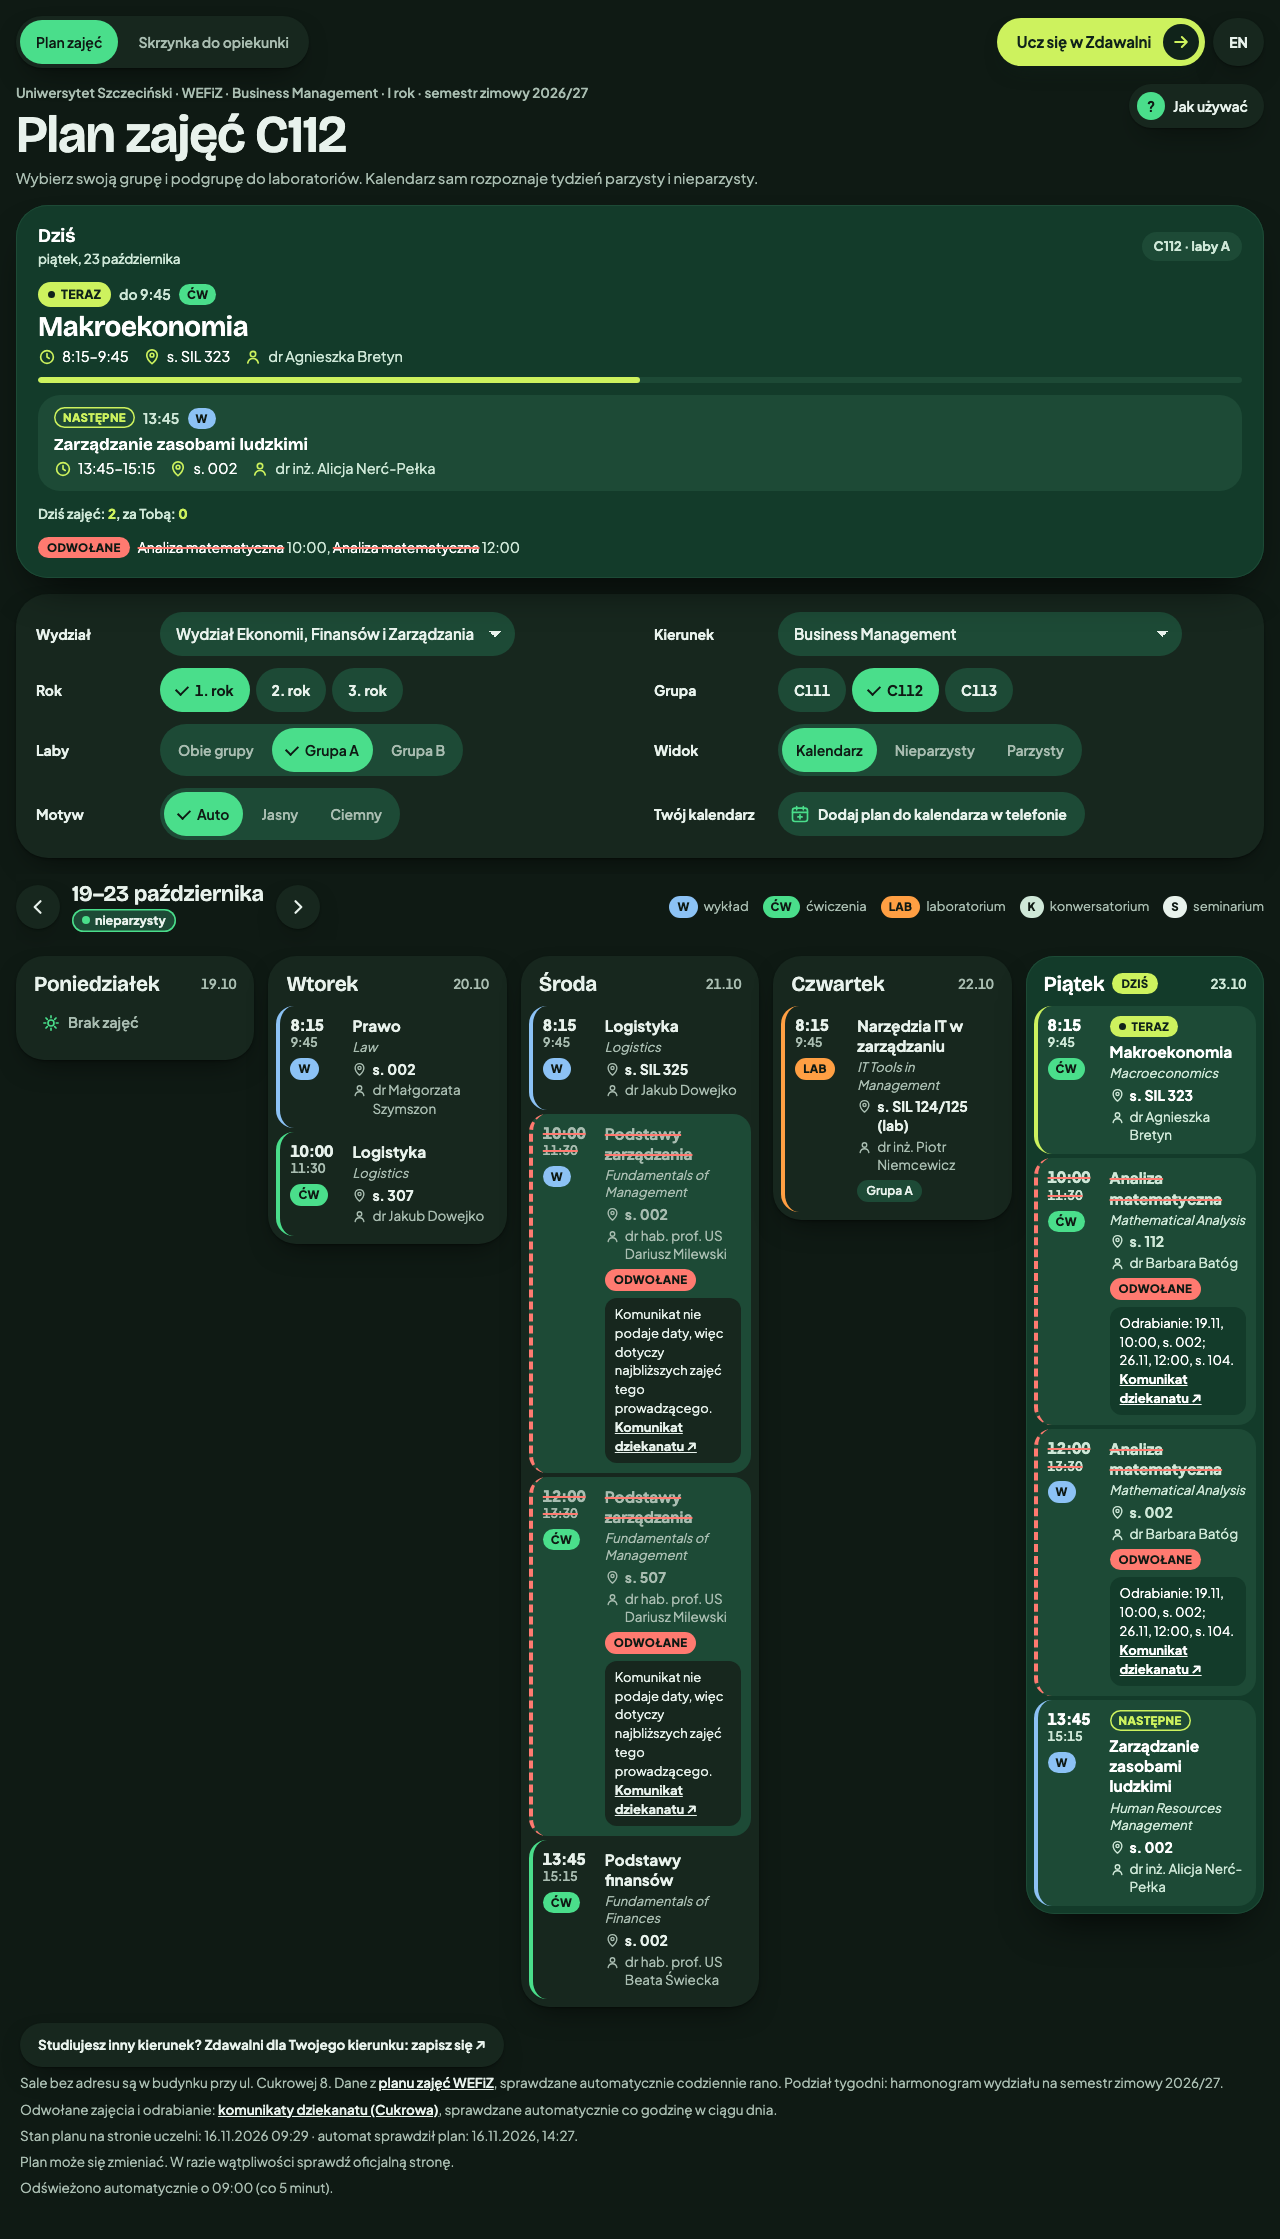 Plan zajęć
Skrzynka do opiekunki
Ucz się w Zdawalni
EN
Uniwersytet Szczeciński · WEFiZ · Business Management · I rok · semestr zimowy 2026/27
? Jak używać
Plan zajęć C112
Wybierz swoją grupę i podgrupę do laboratoriów. Kalendarz sam rozpoznaje tydzień parzysty i nieparzysty.
Dziś
piątek, 23 października
C112 · laby A
TERAZ do 9:45 ĆW
Makroekonomia
8:15–9:45 s. SIL 323 dr Agnieszka Bretyn
NASTĘPNE 13:45 W
Zarządzanie zasobami ludzkimi
13:45–15:15 s. 002 dr inż. Alicja Nerć-Pełka
Dziś zajęć: 2, za Tobą: 0
ODWOŁANE Analiza matematyczna 10:00, Analiza matematyczna 12:00
Wydział Wydział Ekonomii, Finansów i Zarządzania
Kierunek Business Management
Rok 1. rok 2. rok 3. rok
Grupa C111 C112 C113
Laby Obie grupy Grupa A Grupa B
Widok Kalendarz Nieparzysty Parzysty
Motyw Auto Jasny Ciemny
Twój kalendarz Dodaj plan do kalendarza w telefonie
19–23 października
nieparzysty
W wykład ĆW ćwiczenia LAB laboratorium K konwersatorium S seminarium
Poniedziałek 19.10
Brak zajęć
Wtorek 20.10
8:15
9:45
W
Prawo
Law
s. 002
dr Małgorzata
Szymson
10:00
11:30
ĆW
Logistyka
Logistics
s. 307
dr Jakub Dowejko
Środa 21.10
8:15
9:45
W
Logistyka
Logistics
s. SIL 325
dr Jakub Dowejko
10:00
11:30
W
Podstawy
zarządzania
Fundamentals of
Management
s. 002
dr hab. prof. US
Dariusz Milewski
ODWOŁANE
Komunikat nie
podaje daty, więc
dotyczy
najbliższych zajęć
tego
prowadzącego.
Komunikat
dziekanatu ↗
12:00
13:30
ĆW
Podstawy
zarządzania
Fundamentals of
Management
s. 507
dr hab. prof. US
Dariusz Milewski
ODWOŁANE
Komunikat nie
podaje daty, więc
dotyczy
najbliższych zajęć
tego
prowadzącego.
Komunikat
dziekanatu ↗
13:45
15:15
ĆW
Podstawy
finansów
Fundamentals of
Finances
s. 002
dr hab. prof. US
Beata Świecka
Czwartek 22.10
8:15
9:45
LAB
Narzędzia IT w
zarządzaniu
IT Tools in
Management
s. SIL 124/125
(lab)
dr inż. Piotr
Niemcewicz
Grupa A
Piątek DZIŚ 23.10
8:15
9:45
ĆW
TERAZ
Makroekonomia
Macroeconomics
s. SIL 323
dr Agnieszka
Bretyn
10:00
11:30
ĆW
Analiza
matematyczna
Mathematical Analysis
s. 112
dr Barbara Batóg
ODWOŁANE
Odrabianie: 19.11,
10:00, s. 002;
26.11, 12:00, s. 104.
Komunikat
dziekanatu ↗
12:00
13:30
W
Analiza
matematyczna
Mathematical Analysis
s. 002
dr Barbara Batóg
ODWOŁANE
Odrabianie: 19.11,
10:00, s. 002;
26.11, 12:00, s. 104.
Komunikat
dziekanatu ↗
13:45
15:15
W
NASTĘPNE
Zarządzanie
zasobami
ludzkimi
Human Resources
Management
s. 002
dr inż. Alicja Nerć-
Pełka
Studiujesz inny kierunek? Zdawalni dla Twojego kierunku: zapisz się ↗
Sale bez adresu są w budynku przy ul. Cukrowej 8. Dane z planu zajęć WEFiZ, sprawdzane automatycznie codziennie rano. Podział tygodni: harmonogram wydziału na semestr zimowy 2026/27.
Odwołane zajęcia i odrabianie: komunikaty dziekanatu (Cukrowa), sprawdzane automatycznie co godzinę w ciągu dnia.
Stan planu na stronie uczelni: 16.11.2026 09:29 · automat sprawdził plan: 16.11.2026, 14:27.
Plan może się zmieniać. W razie wątpliwości sprawdź oficjalną stronę.
Odświeżono automatycznie o 09:00 (co 5 minut).